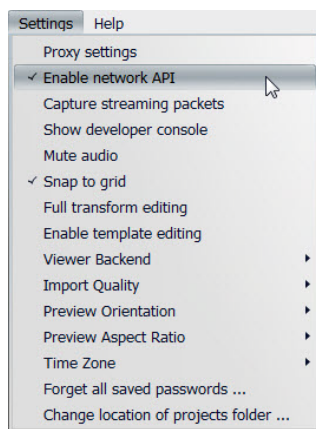 Settings Help
Proxy settings
✓ Enable network API
Capture streaming packets
Show developer console
Mute audio
✓ Snap to grid
Full transform editing
Enable template editing
Viewer Backend
Import Quality
Preview Orientation
Preview Aspect Ratio
Time Zone
Forget all saved passwords ...
Change location of projects folder ...